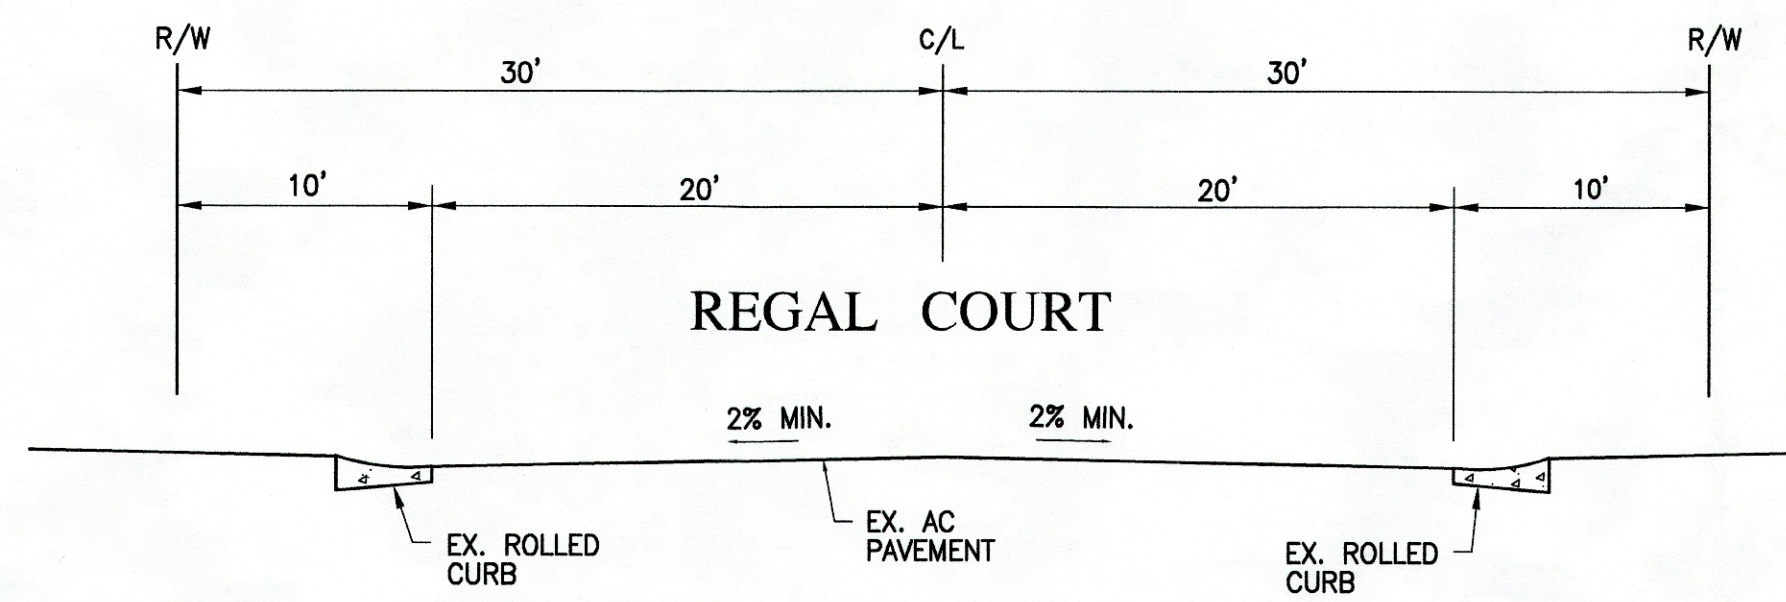 R/W
C/L
R/W
30'
30'
10'
20'
20'
10'
REGAL COURT
2% MIN.
2% MIN.
EX. ROLLED
CURB
EX. AC
PAVEMENT
EX. ROLLED
CURB